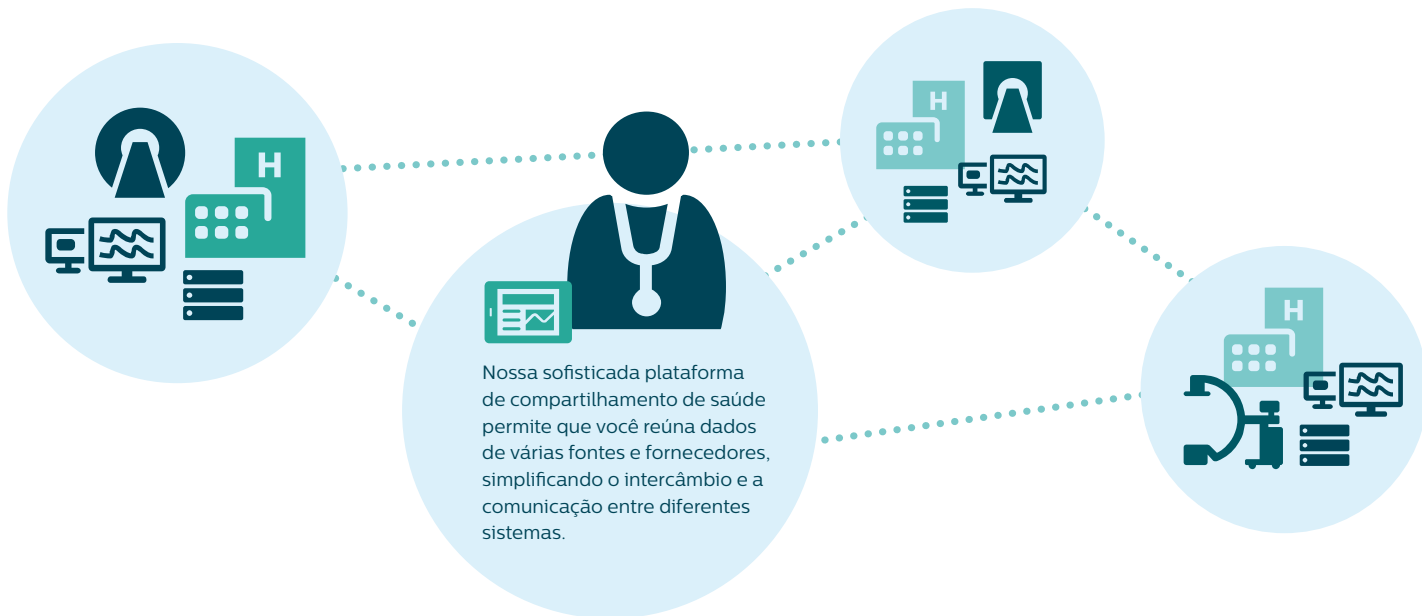 H
H
H
Nossa sofisticada plataforma
de compartilhamento de saúde
permite que você reúna dados
de várias fontes e fornecedores,
simplificando o intercâmbio e a
comunicação entre diferentes
sistemas.